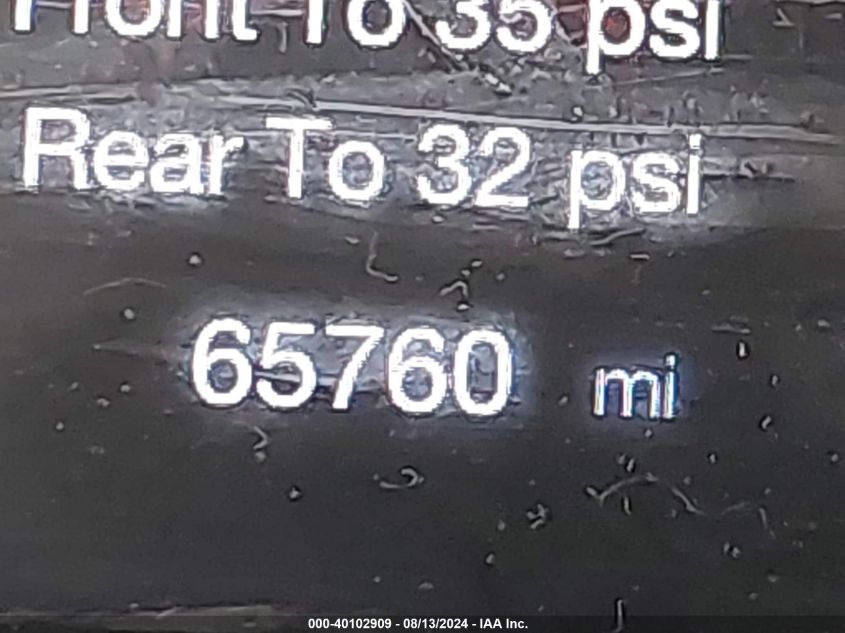 Front To 35 psi
Rear To 32 psi
65760 mi
000-40102909 - 08/13/2024 - IAA Inc.